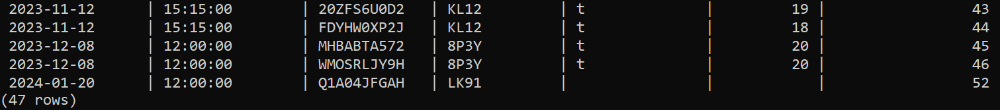 2023-11-12 | 15:15:00 | 20ZFS6U0D2 | KL12 | t | 19 | 43
2023-11-12 | 15:15:00 | FDYHW0XP2J | KL12 | t | 18 | 44
2023-12-08 | 12:00:00 | MHBABTA572 | 8P3Y | t | 20 | 45
2023-12-08 | 12:00:00 | WMOSRLJY9H | 8P3Y | t | 20 | 46
2024-01-20 | 12:00:00 | Q1A04JFGAH | LK91 | | | 52
(47 rows)